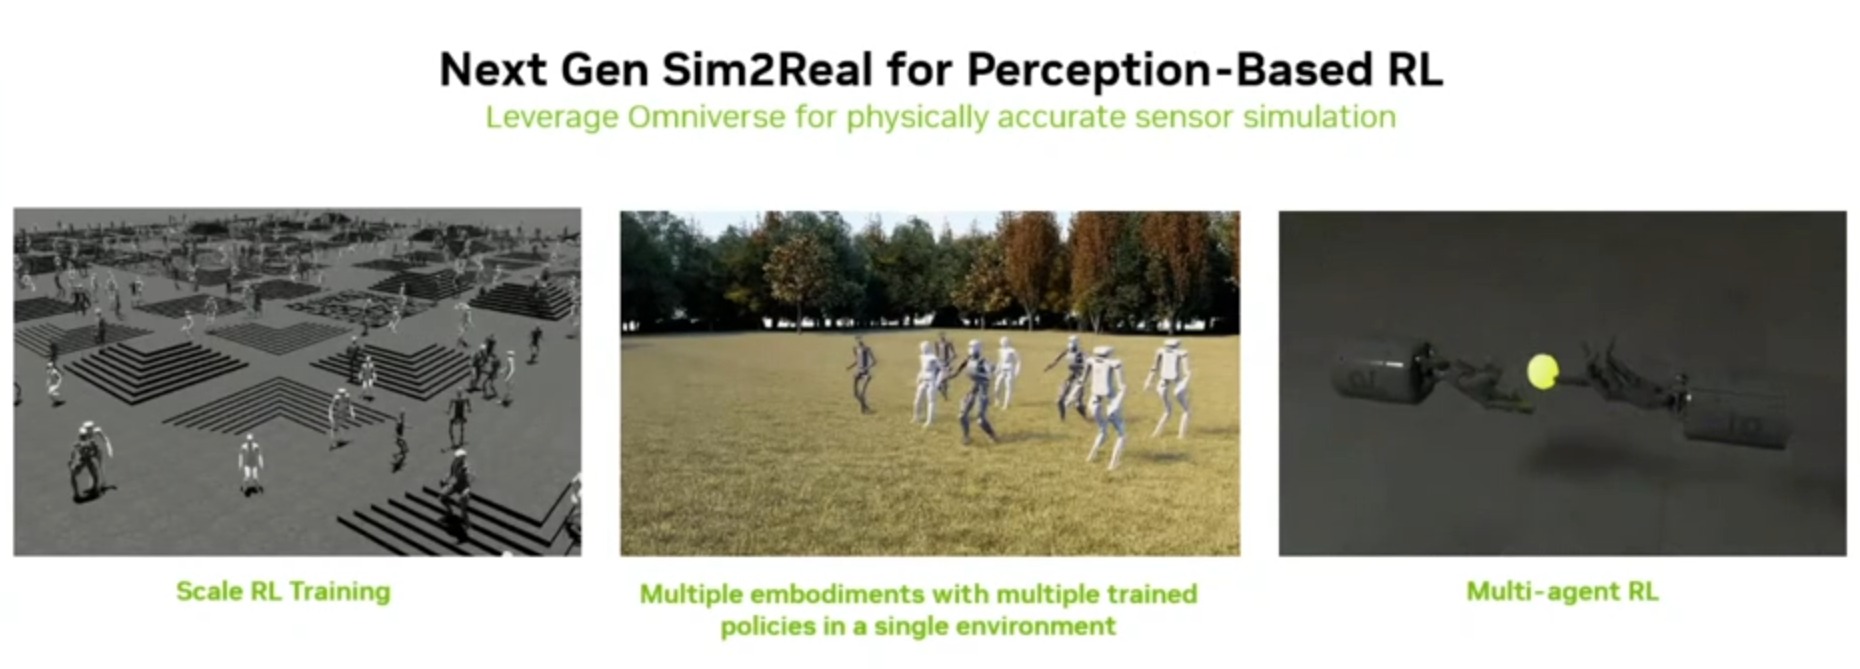 Next Gen Sim2Real for Perception-Based RL
Leverage Omniverse for physically accurate sensor simulation
Scale RL Training
Multiple embodiments with multiple trained
policies in a single environment
Multi-agent RL